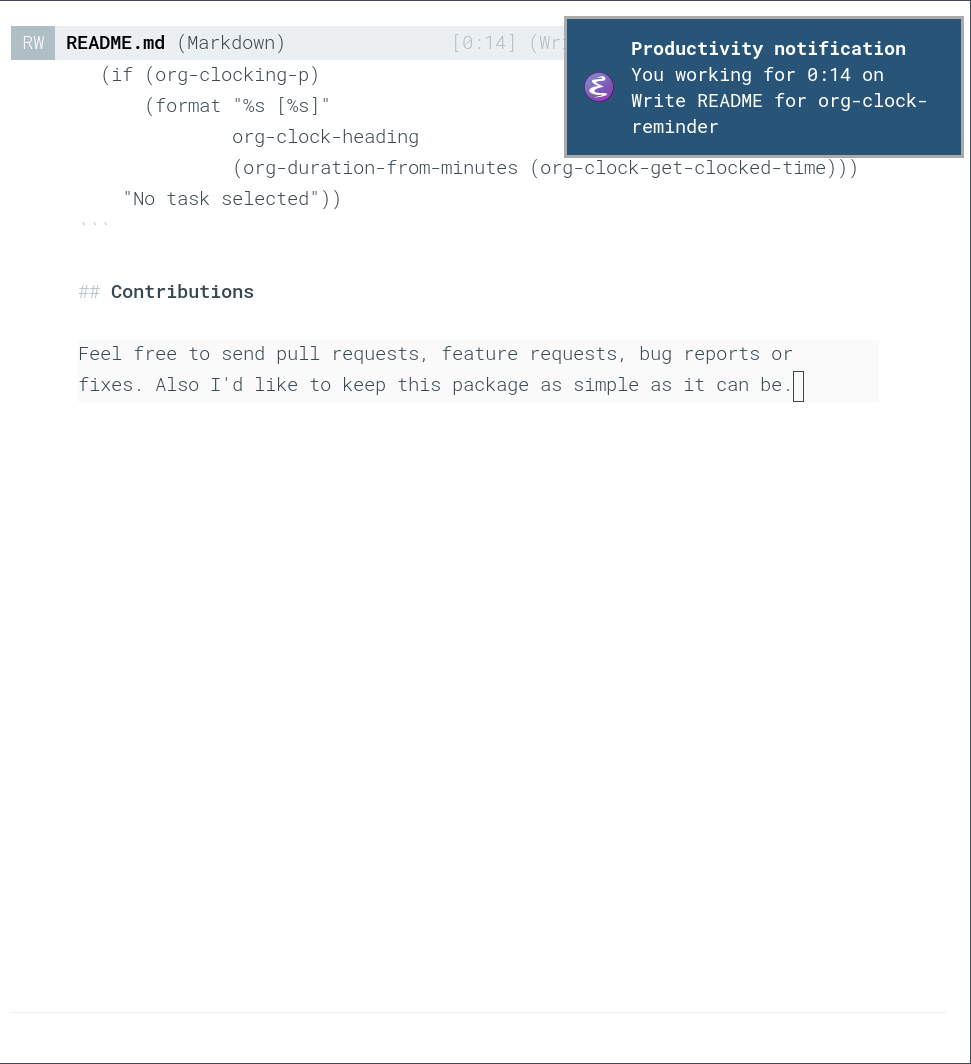 RW README.md (Markdown) [0:14]
Productivity notification
You working for 0:14 on
Write README for org-clock-
reminder
(if (org-clocking-p)
(format "%s [%s]"
org-clock-heading
(org-duration-from-minutes (org-clock-get-clocked-time)))
"No task selected"))
```
## Contributions
Feel free to send pull requests, feature requests, bug reports or
fixes. Also I'd like to keep this package as simple as it can be.